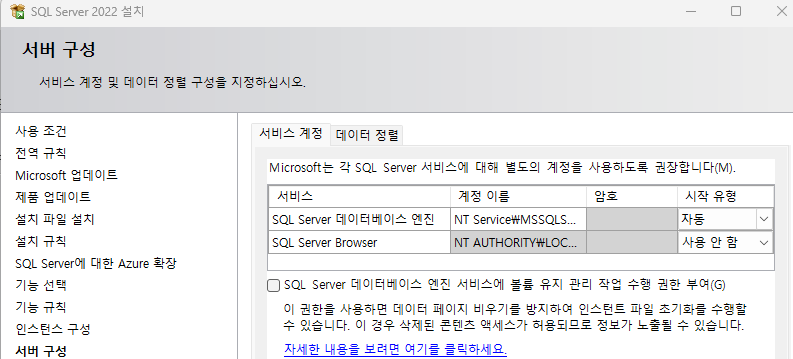 SQL Server 2022 설치
서버 구성
서비스 계정 및 데이터 정렬 구성을 지정하십시오.
사용 조건
전역 규칙
Microsoft 업데이트
제품 업데이트
설치 파일 설치
설치 규칙
SQL Server에 대한 Azure 확장
기능 선택
기능 규칙
인스턴스 구성
서버 구성
서비스 계정 데이터 정렬
Microsoft는 각 SQL Server 서비스에 대해 별도의 계정을 사용하도록 권장합니다(M).
서비스 계정 이름 암호 시작 유형
SQL Server 데이터베이스 엔진 NT Service₩MSSQLS... 자동
SQL Server Browser NT AUTHORITY₩LOC... 사용 안 함
SQL Server 데이터베이스 엔진 서비스에 볼륨 유지 관리 작업 수행 권한 부여(G)
이 권한을 사용하면 데이터 페이지 비우기를 방지하여 인스턴트 파일 초기화를 수행할
수 있습니다. 이 경우 삭제된 콘텐츠 액세스가 허용되므로 정보가 노출될 수 있습니다.
자세한 내용을 보려면 여기를 클릭하세요.